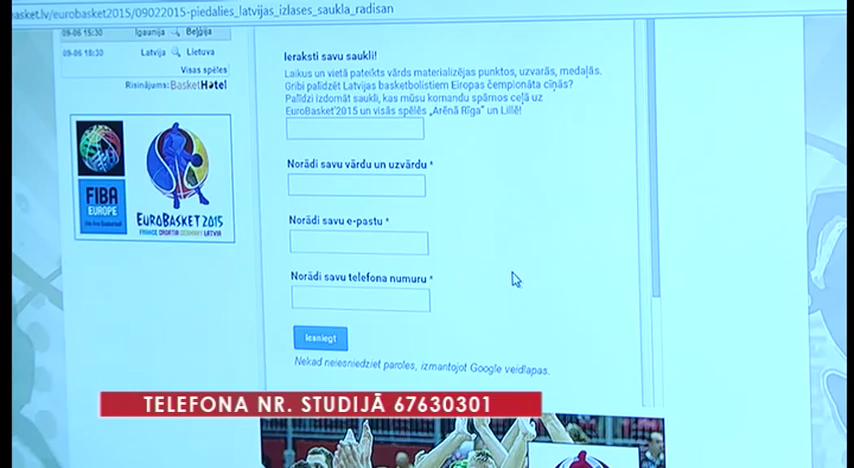 asket.lv/eurobasket2015/09022015-piedalies_latvijas_izlases_saukla_radisan
09-06 15:30 Igaunija Beļģija
09-06 18:30 Latvija Lietuva
Visas spēles
Risinājums: BasketHotel
FIBA
EUROPE
We Are Basketball
EUROBASKET 2015
FRANCE CROATIA GERMANY LATVIA
Ieraksti savu saukli!
Laikus un vietā pateikts vārds materializējas punktos, uzvarās, medaļās.
Gribi palīdzēt Latvijas basketbolistiem Eiropas čempionāta cīņās?
Palīdzi izdomāt saukli, kas mūsu komandu spārnos ceļā uz
EuroBasket'2015 un visās spēlēs „Arēnā Rīga" un Lillē!
Norādi savu vārdu un uzvārdu *
Norādi savu e-pastu *
Norādi savu telefona numuru *
Iesniegt
Nekad neiesniedziet paroles, izmantojot Google veidlapas.
TELEFONA NR. STUDIJĀ 67630301